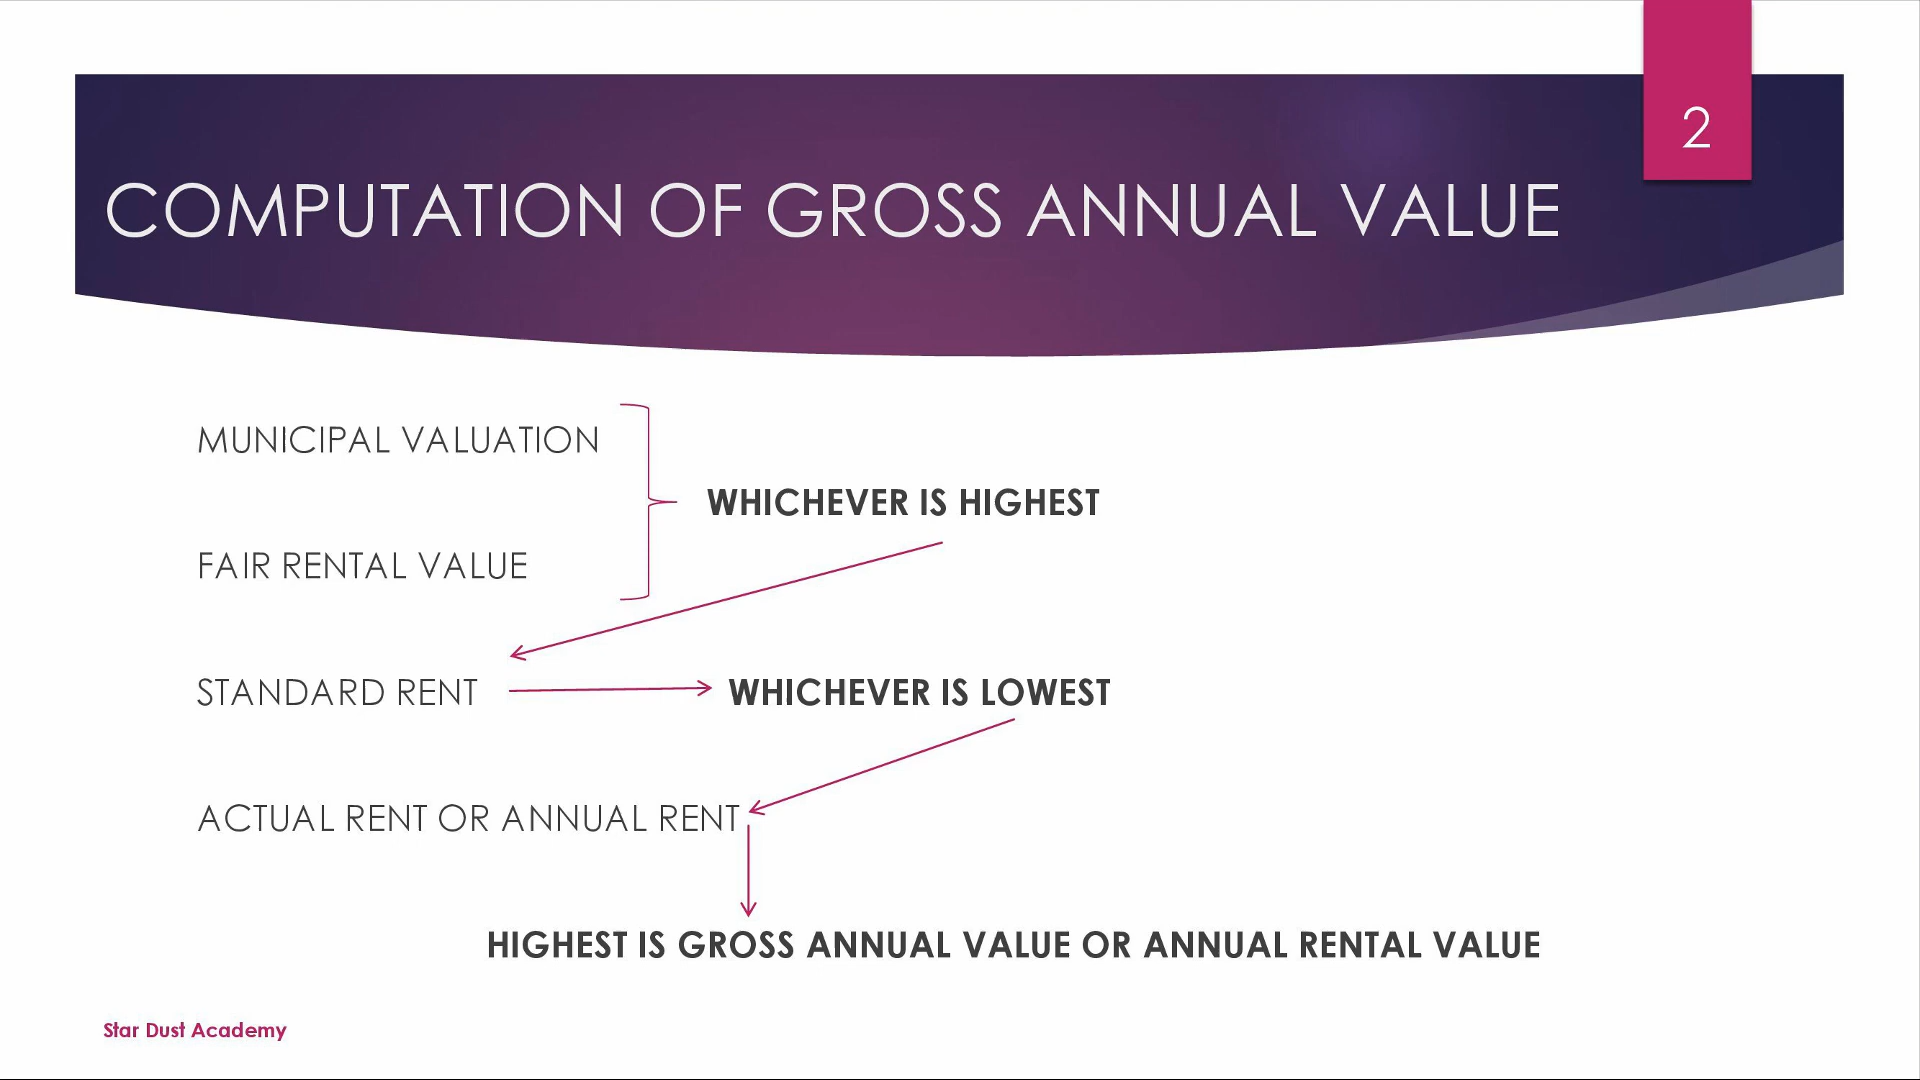 2
COMPUTATION OF GROSS ANNUAL VALUE
MUNICIPAL VALUATION
WHICHEVER IS HIGHEST
FAIR RENTAL VALUE
STANDARD RENT
WHICHEVER IS LOWEST
ACTUAL RENT OR ANNUAL RENT
HIGHEST IS GROSS ANNUAL VALUE OR ANNUAL RENTAL VALUE
Star Dust Academy